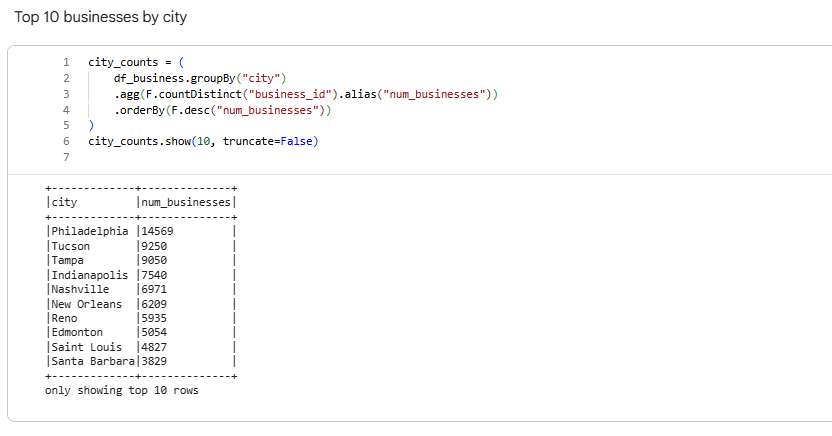 Top 10 businesses by city
1 city_counts = (
2     df_business.groupBy("city")
3     .agg(F.countDistinct("business_id").alias("num_businesses"))
4     .orderBy(F.desc("num_businesses"))
5 )
6 city_counts.show(10, truncate=False)
7
+-------------+--------------+
|city         |num_businesses|
+-------------+--------------+
|Philadelphia |14569         |
|Tucson       |9250          |
|Tampa        |9050          |
|Indianapolis |7540          |
|Nashville    |6971          |
|New Orleans  |6209          |
|Reno         |5935          |
|Edmonton     |5054          |
|Saint Louis  |4827          |
|Santa Barbara|3829          |
+-------------+--------------+
only showing top 10 rows